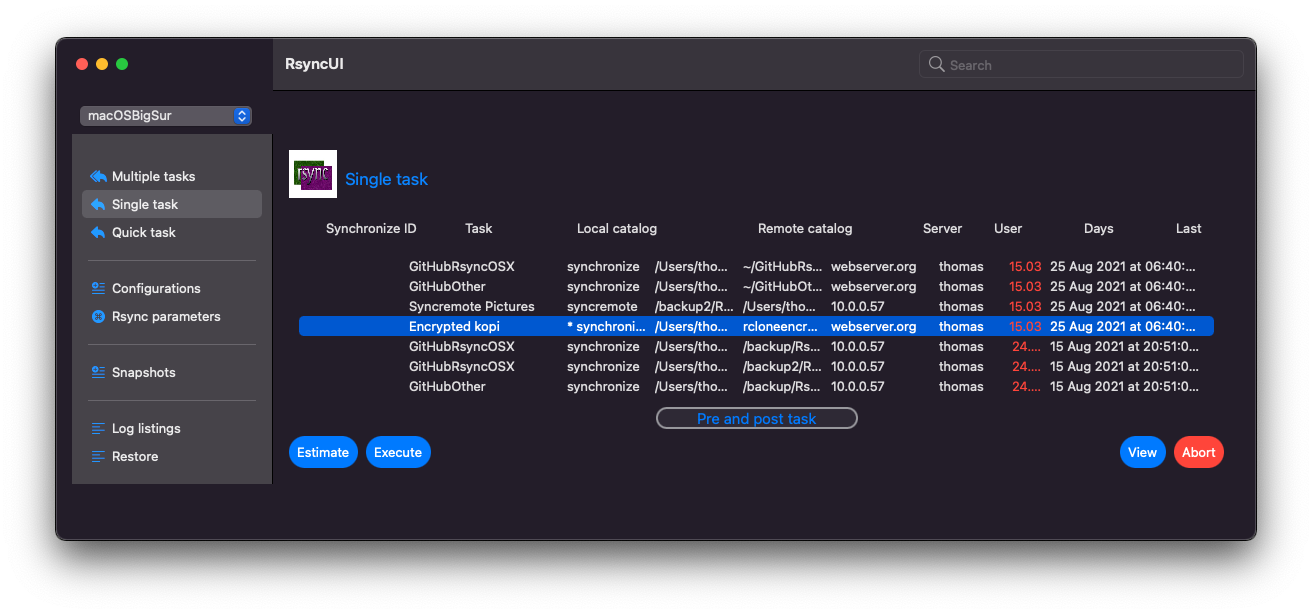 RsyncUI
Search
macOSBigSur
Multiple tasks
Single task
Quick task
Configurations
Rsync parameters
Snapshots
Log listings
Restore
rsync
Single task
Synchronize ID Task Local catalog Remote catalog Server User Days Last
GitHubRsyncOSX synchronize /Users/tho... ~/GitHubRs... webserver.org thomas 15.03 25 Aug 2021 at 06:40:...
GitHubOther synchronize /Users/tho... ~/GitHubOt... webserver.org thomas 15.03 25 Aug 2021 at 06:40:...
Syncremote Pictures syncremote /backup2/R... /Users/tho... 10.0.0.57 thomas 15.03 25 Aug 2021 at 06:40:...
Encrypted kopi * synchroni... /Users/tho... rcloneencr... webserver.org thomas 15.03 25 Aug 2021 at 06:40:...
GitHubRsyncOSX synchronize /Users/tho... /backup/Rs... 10.0.0.57 thomas 24.... 15 Aug 2021 at 20:51:0...
GitHubRsyncOSX synchronize /Users/tho... /backup2/R... 10.0.0.57 thomas 24.... 15 Aug 2021 at 20:51:0...
GitHubOther synchronize /Users/tho... /backup/Rs... 10.0.0.57 thomas 24.... 15 Aug 2021 at 20:51:0...
Pre and post task
Estimate Execute View Abort